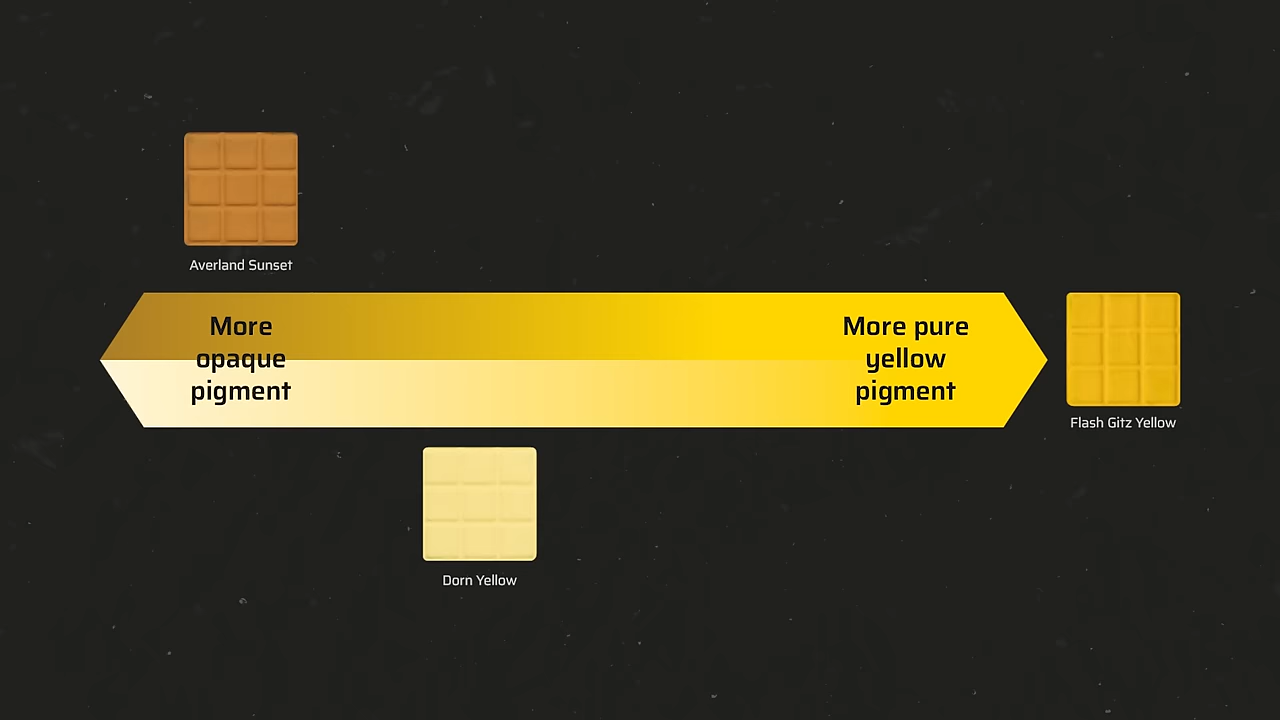 Averland Sunset
More
opaque
pigment
More pure
yellow
pigment
Flash Gitz Yellow
Dorn Yellow